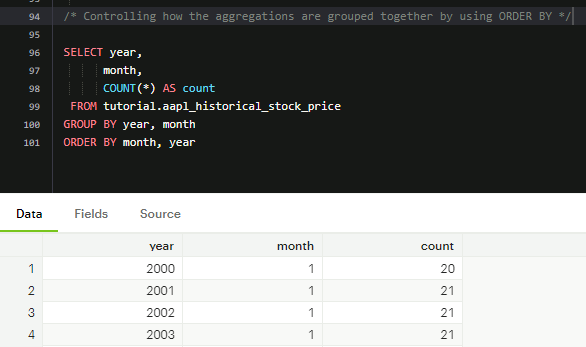 94 /* Controlling how the aggregations are grouped together by using ORDER BY */
95
96 SELECT year,
97 month,
98 COUNT(*) AS count
99 FROM tutorial.aapl_historical_stock_price
100 GROUP BY year, month
101 ORDER BY month, year
Data Fields Source
year month count
1 2000 1 20
2 2001 1 21
3 2002 1 21
4 2003 1 21